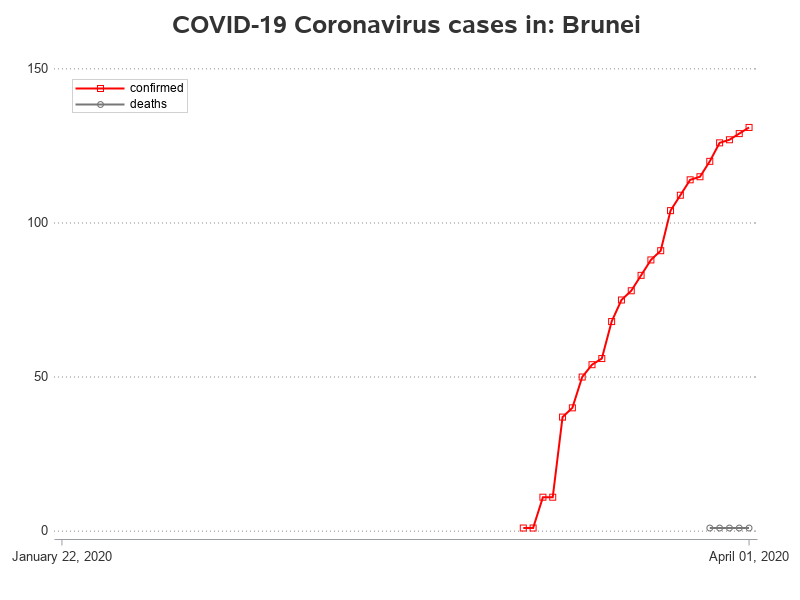 COVID-19 Coronavirus cases in: Brunei
150
confirmed
deaths
100
50
0
January 22, 2020
April 01, 2020